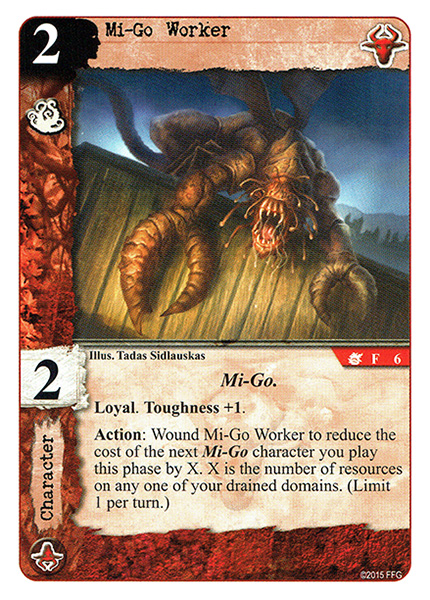 2
Mi-Go Worker
Illus. Tadas Sidlauskas
F 6
2
Mi-Go.
Loyal. Toughness +1.
Action: Wound Mi-Go Worker to reduce
the cost of the next Mi-Go character you play
this phase by X. X is the number of resources
on any one of your drained domains. (Limit
1 per turn.)
Character
©2015 FFG